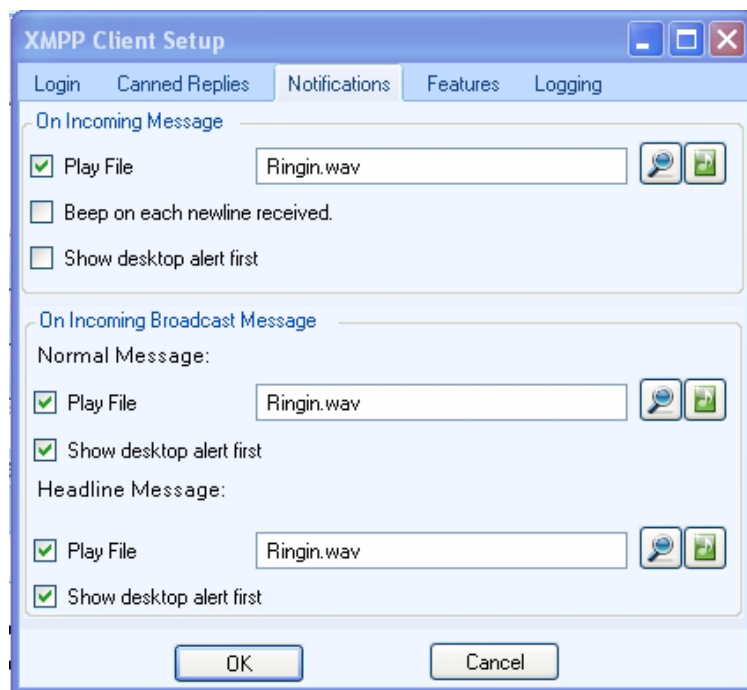 XMPP Client Setup
Login Canned Replies Notifications Features Logging
On Incoming Message
Play File Ringin.wav
Beep on each newline received.
Show desktop alert first
On Incoming Broadcast Message
Normal Message:
Play File Ringin.wav
Show desktop alert first
Headline Message:
Play File Ringin.wav
Show desktop alert first
OK Cancel